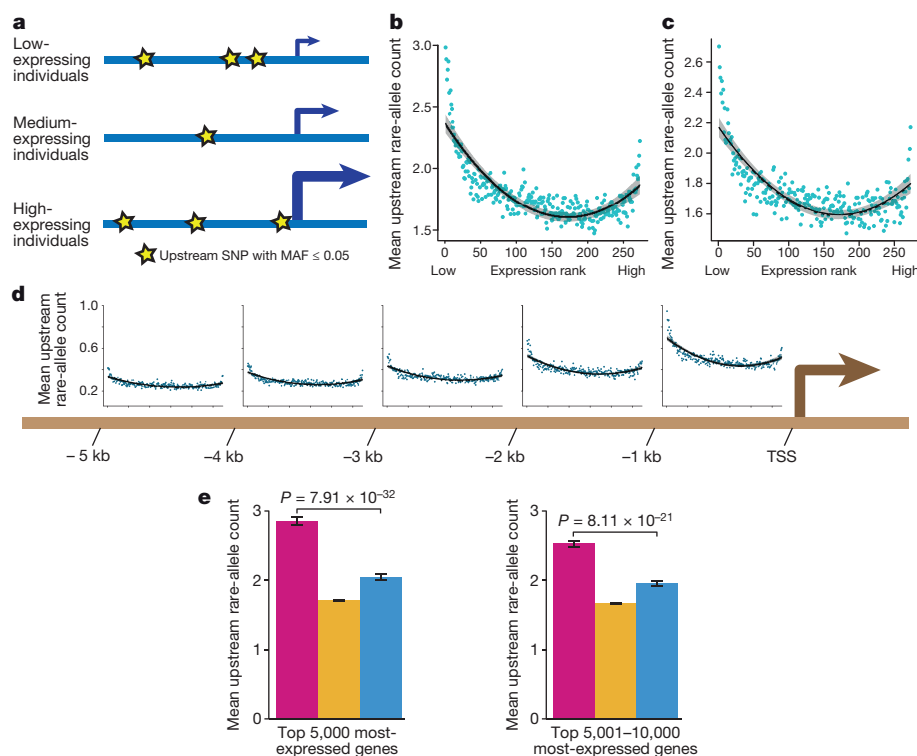 a
Low-
expressing
individuals
Medium-
expressing
individuals
High-
expressing
individuals
Upstream SNP with MAF ≤ 0.05
b
Mean upstream rare-allele count
3.0
2.5
2.0
1.5
0 50 100 150 200 250
Low Expression rank High
c
Mean upstream rare-allele count
2.6
2.4
2.2
2.0
1.8
1.6
0 50 100 150 200 250
Low Expression rank High
d
Mean upstream
rare-allele count
1.0
0.6
0.2
– 5 kb –4 kb –3 kb –2 kb –1 kb TSS
e
Mean upstream rare-allele count
3
2
1
0
P = 7.91 × 10–32
Top 5,000 most-
expressed genes
Mean upstream rare-allele count
3
2
1
0
P = 8.11 × 10–21
Top 5,001–10,000
most-expressed genes